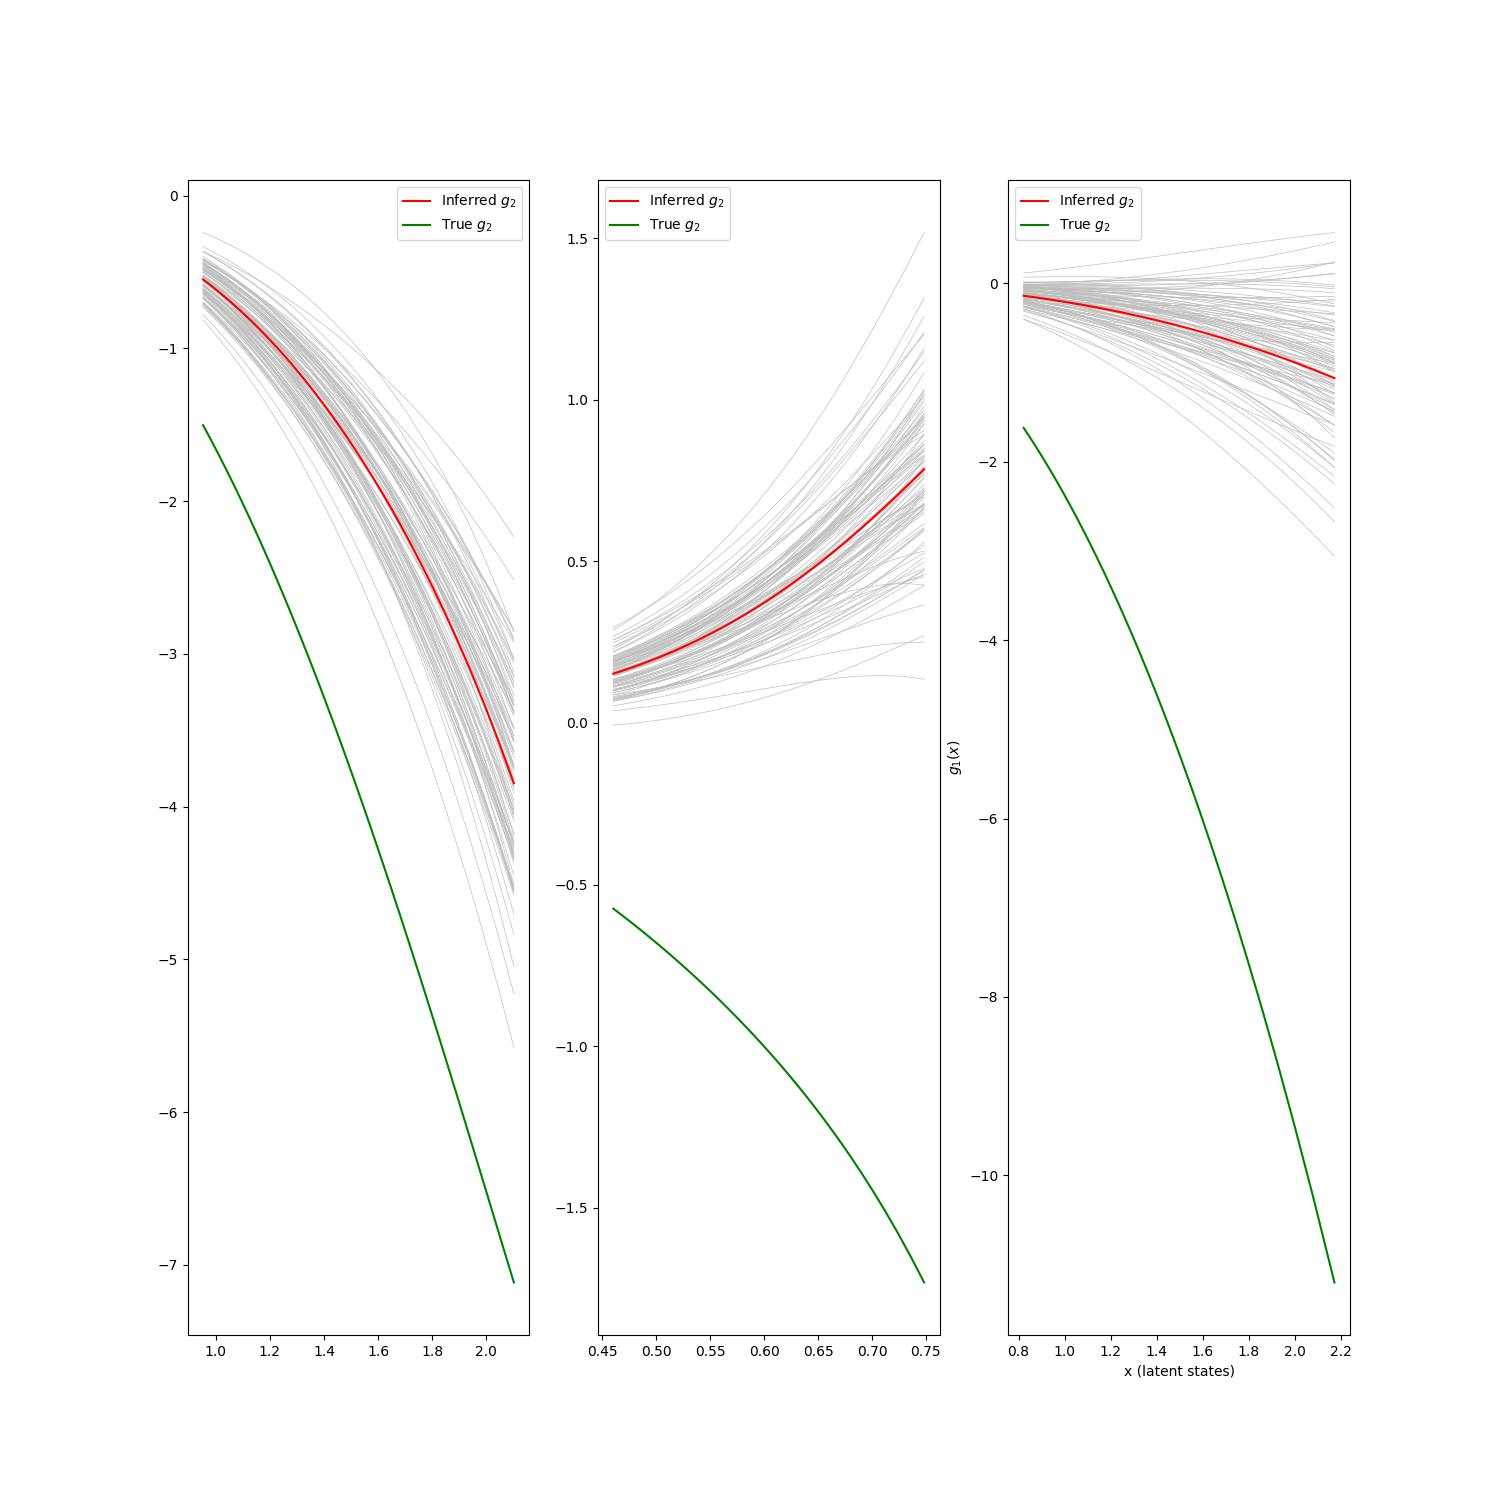 Inferred g₂
True g₂
0
−1
−2
−3
−4
−5
−6
−7
1.0 1.2 1.4 1.6 1.8 2.0
Inferred g₂
True g₂
1.5
1.0
0.5
0.0
−0.5
−1.0
−1.5
0.45 0.50 0.55 0.60 0.65 0.70 0.75
Inferred g₂
True g₂
g₁(x)
0
−2
−4
−6
−8
−10
0.8 1.0 1.2 1.4 1.6 1.8 2.0 2.2
x (latent states)